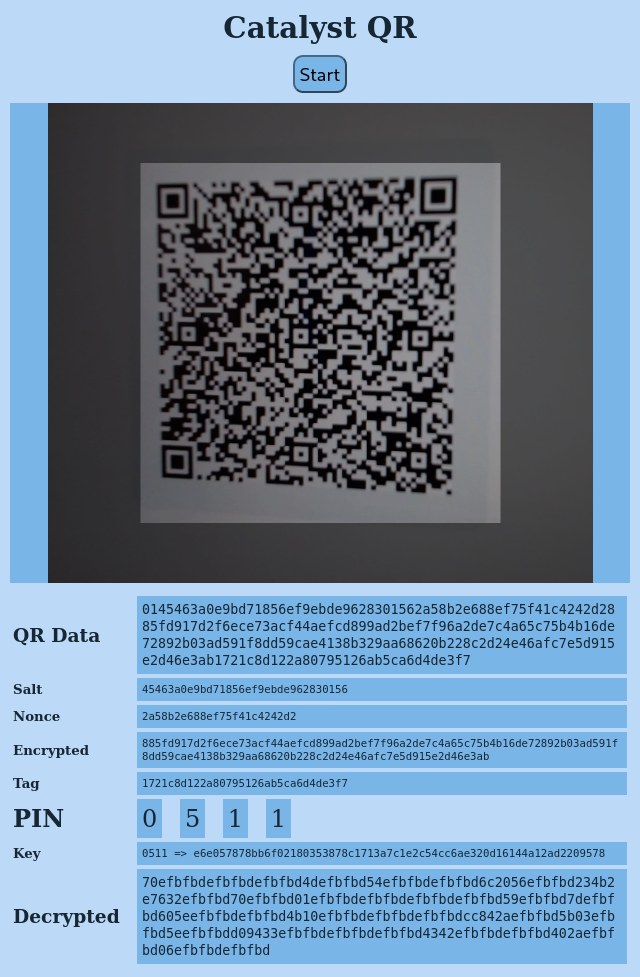 Catalyst QR
Start
QR Data
0145463a0e9bd71856ef9ebde9628301562a58b2e688ef75f41c4242d28
85fd917d2f6ece73acf44aefcd899ad2bef7f96a2de7c4a65c75b4b16de
72892b03ad591f8dd59cae4138b329aa68620b228c2d24e46afc7e5d915
e2d46e3ab1721c8d122a80795126ab5ca6d4de3f7
Salt
45463a0e9bd71856ef9ebde962830156
Nonce
2a58b2e688ef75f41c4242d2
Encrypted
885fd917d2f6ece73acf44aefcd899ad2bef7f96a2de7c4a65c75b4b16de72892b03ad591f
8dd59cae4138b329aa68620b228c2d24e46afc7e5d915e2d46e3ab
Tag
1721c8d122a80795126ab5ca6d4de3f7
PIN
0 5 1 1
Key
0511 => e6e057878bb6f02180353878c1713a7c1e2c54cc6ae320d16144a12ad2209578
Decrypted
70efbfbdefbfbdefbfbd4defbfbd54efbfbdefbfbd6c2056efbfbd234b2
e7632efbfbd70efbfbd01efbfbdefbfbdefbfbdefbfbd59efbfbd7defbf
bd605eefbfbdefbfbd4b10efbfbdefbfbdefbfbdcc842aefbfbd5b03efb
fbd5eefbfbdd09433efbfbdefbfbdefbfbd4342efbfbdefbfbd402aefbf
bd06efbfbdefbfbd